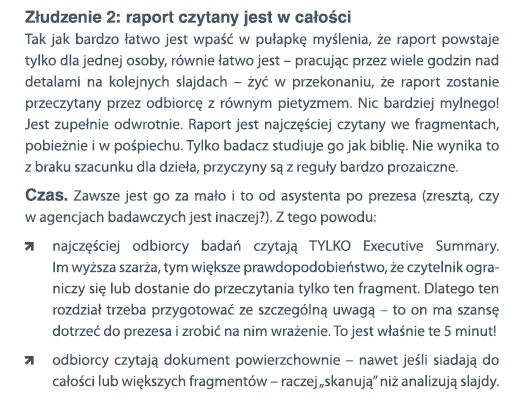 Złudzenie 2: raport czytany jest w całości
Tak jak bardzo łatwo jest wpaść w pułapkę myślenia, że raport powstaje
tylko dla jednej osoby, równie łatwo jest – pracując przez wiele godzin nad
detalami na kolejnych slajdach – żyć w przekonaniu, że raport zostanie
przeczytany przez odbiorcę z równym pietyzmem. Nic bardziej mylnego!
Jest zupełnie odwrotnie. Raport jest najczęściej czytany we fragmentach,
pobieżnie i w pośpiechu. Tylko badacz studiuje go jak biblię. Nie wynika to
z braku szacunku dla dzieła, przyczyny są z reguły bardzo prozaiczne.
Czas. Zawsze jest go za mało i to od asystenta po prezesa (zresztą, czy
w agencjach badawczych jest inaczej?). Z tego powodu:
najczęściej odbiorcy badań czytają TYLKO Executive Summary.
Im wyższa szarża, tym większe prawdopodobieństwo, że czytelnik ogra-
niczy się lub dostanie do przeczytania tylko ten fragment. Dlatego ten
rozdział trzeba przygotować ze szczególną uwagą – to on ma szansę
dotrzeć do prezesa i zrobić na nim wrażenie. To jest właśnie te 5 minut!
odbiorcy czytają dokument powierzchownie – nawet jeśli siadają do
całości lub większych fragmentów – raczej „skanują” niż analizują slajdy.